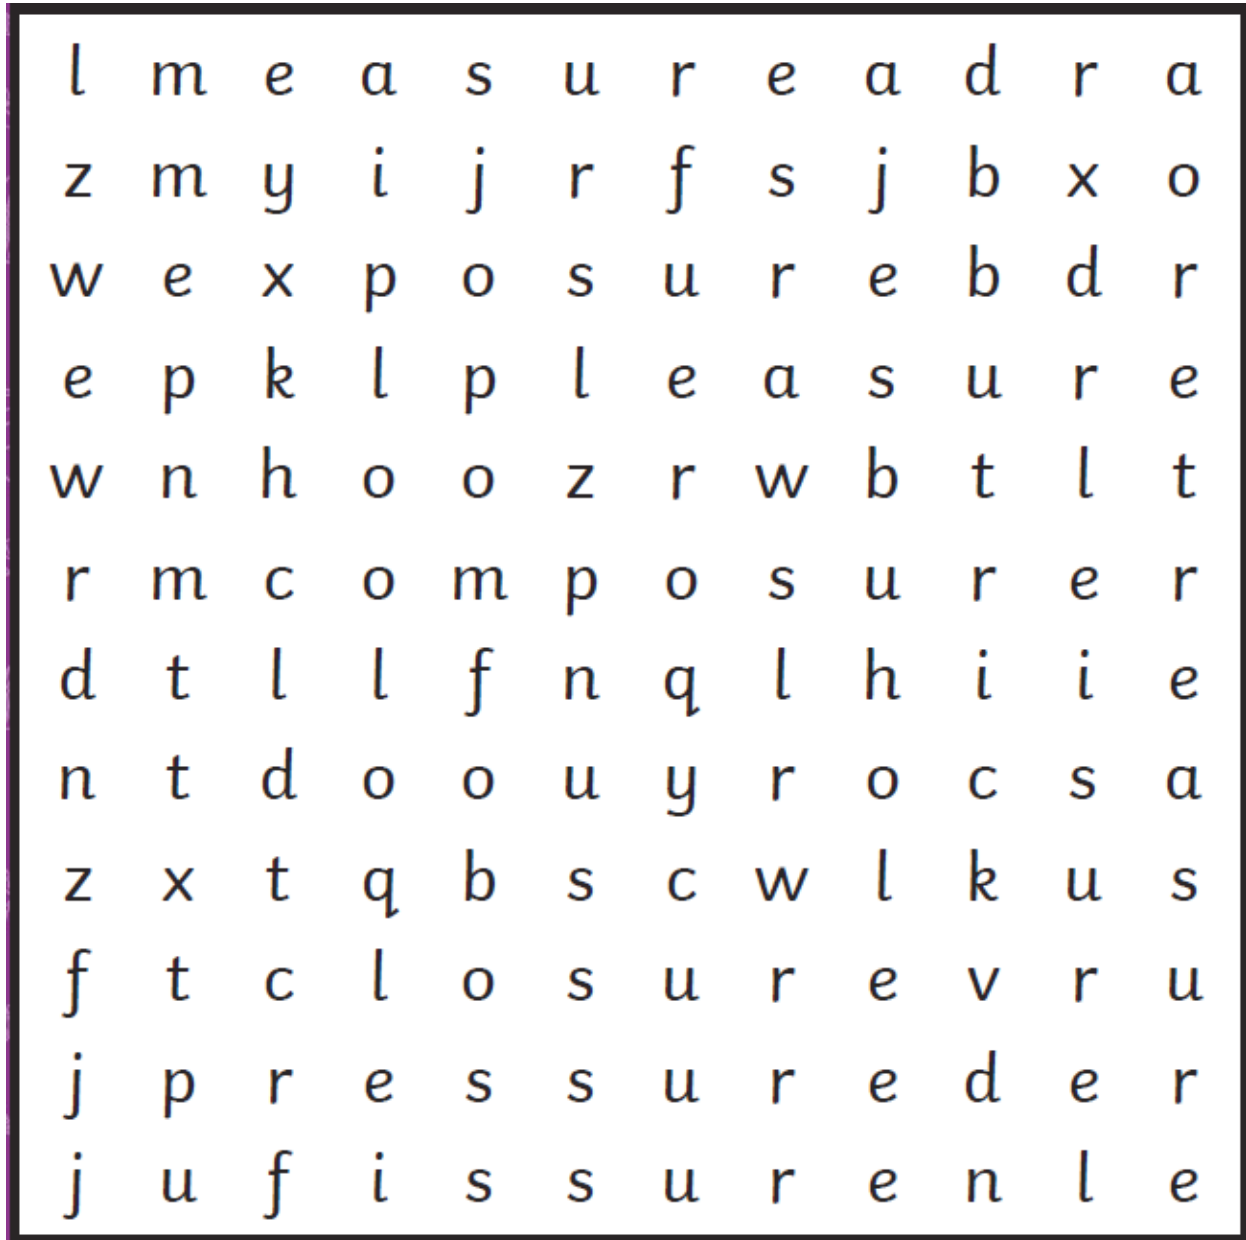 l m e a s u r e a d r a
z m y i j r f s j b x o
w e x p o s u r e b d r
e p k l p l e a s u r e
w n h o o z r w b t l t
r m c o m p o s u r e r
d t l l f n q l h i i e
n t d o o u y r o c s a
z x t q b s c w l k u s
f t c l o s u r e v r u
j p r e s s u r e d e r
j u f i s s u r e n l e